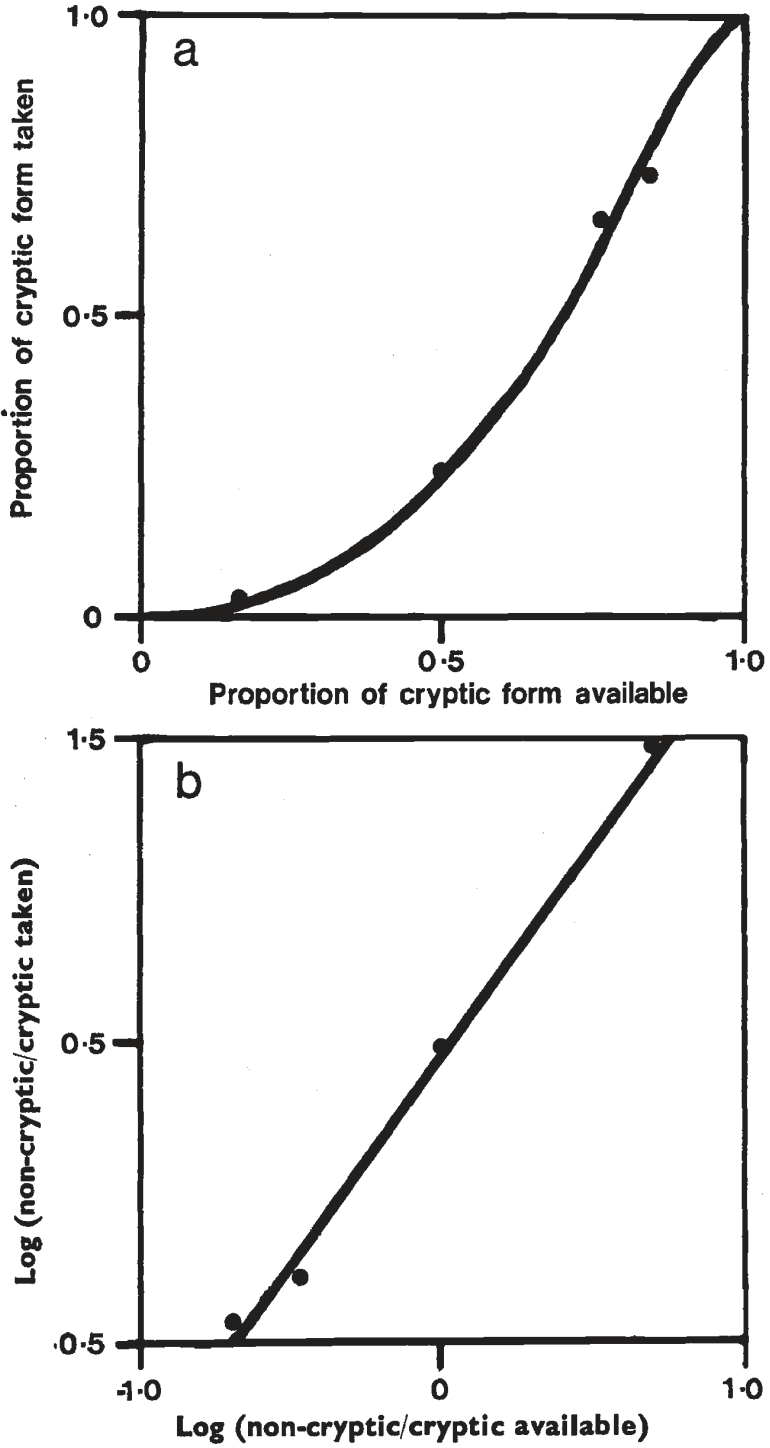 1·0
a
Proportion of cryptic form taken
0·5
0
0
0·5
1·0
Proportion of cryptic form available
1·5
b
Log (non-cryptic/cryptic taken)
0·5
·0·5
-1·0
0
1·0
Log (non-cryptic/cryptic available)